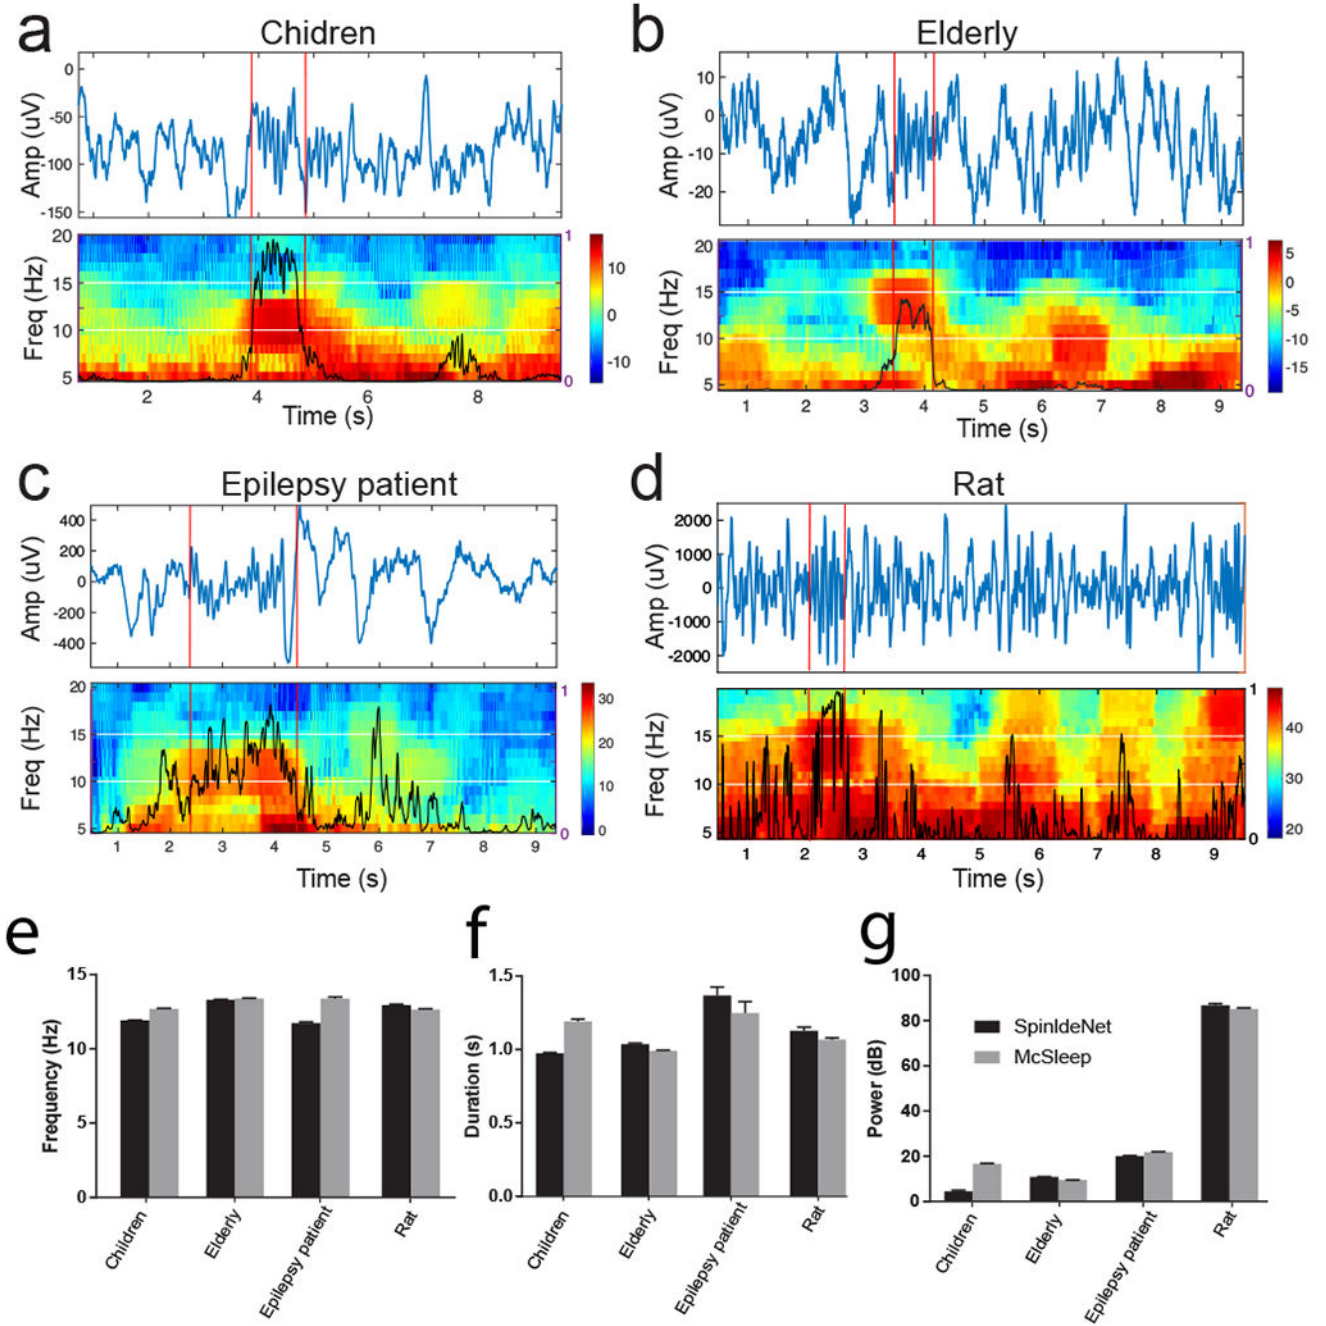 a
Chidren
Amp (uV)
0
-50
-100
-150
Freq (Hz)
20
15
10
5
1
0
10
0
-10
2
4
6
8
Time (s)
b
Elderly
Amp (uV)
10
0
-10
-20
Freq (Hz)
20
15
10
5
1
0
5
0
-5
-10
-15
1
2
3
4
5
6
7
8
9
Time (s)
c
Epilepsy patient
Amp (uV)
400
200
0
-200
-400
Freq (Hz)
20
15
10
5
1
0
30
20
10
0
1
2
3
4
5
6
7
8
9
Time (s)
d
Rat
Amp (uV)
2000
1000
0
-1000
-2000
Freq (Hz)
15
10
5
1
0
40
30
20
1
2
3
4
5
6
7
8
9
Time (s)
e
Frequency (Hz)
15
10
5
0
Children
Elderly
Epilepsy patient
Rat
f
Duration (s)
1.5
1.0
0.5
0.0
Children
Elderly
Epilepsy patient
Rat
g
Power (dB)
100
80
60
40
20
0
SpinIdeNet
McSleep
Children
Elderly
Epilepsy patient
Rat